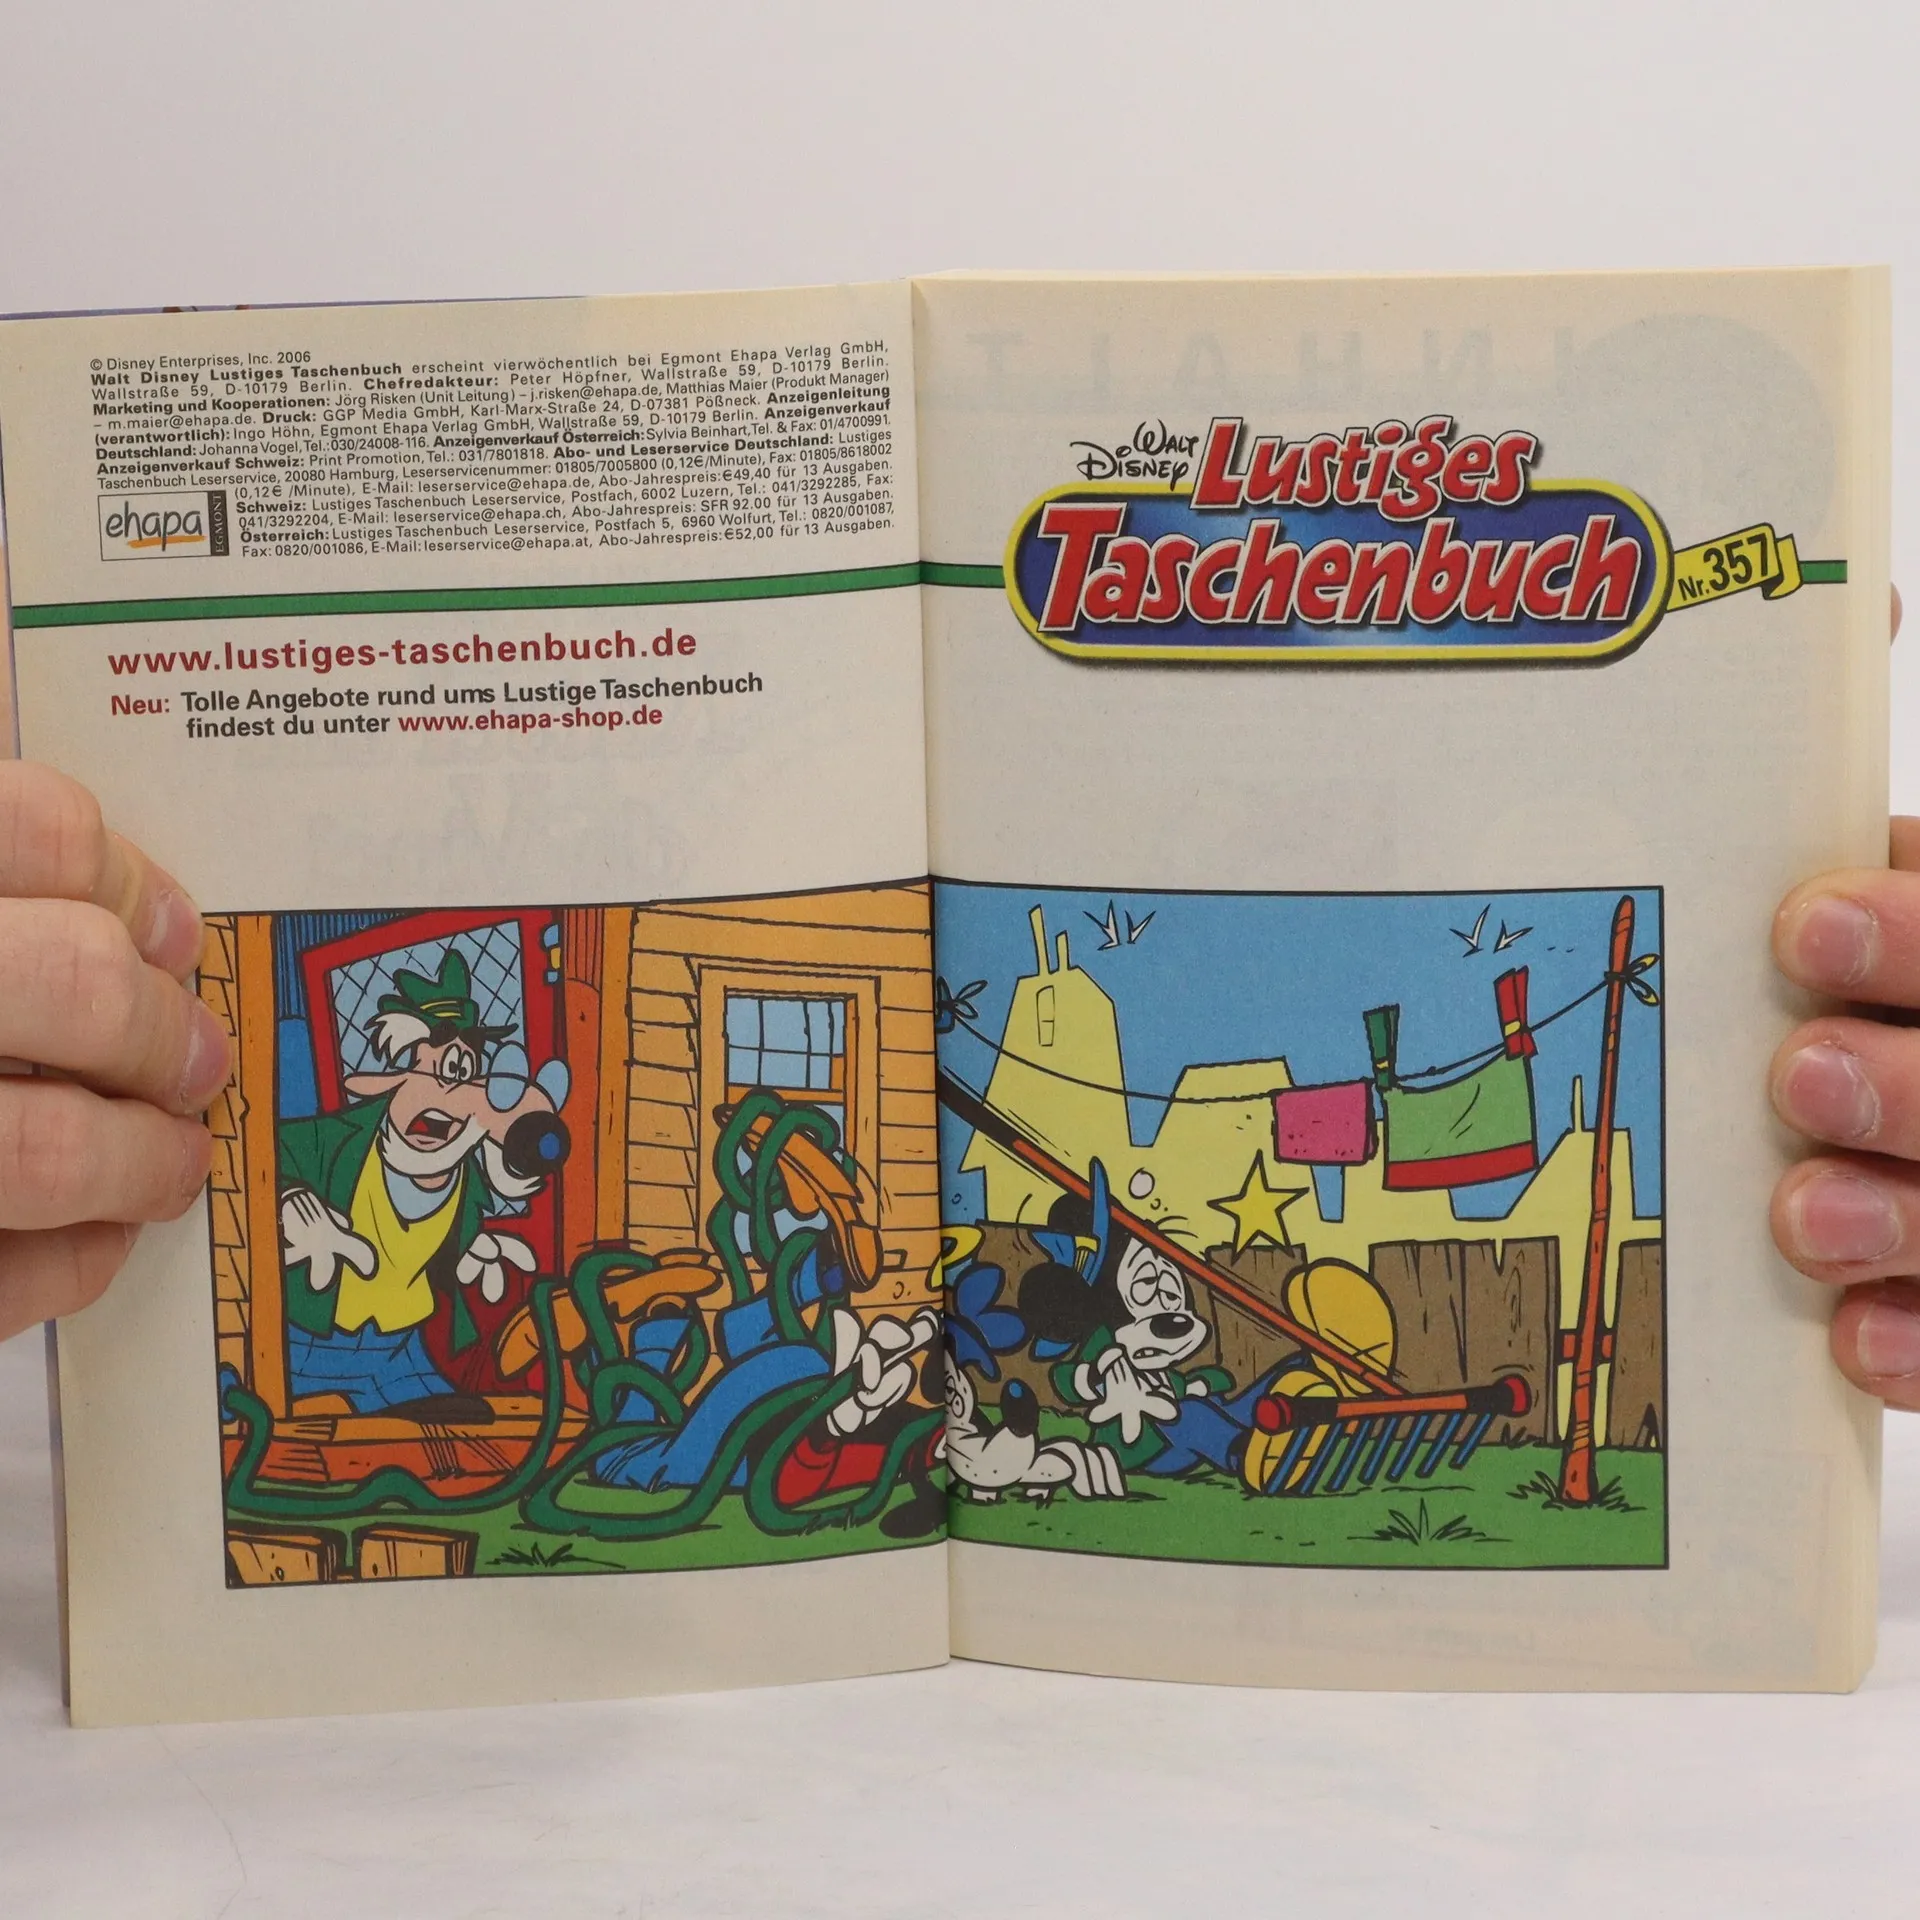 © Disney Enterprises, Inc. 2006
Walt Disney Lustiges Taschenbuch erscheint vierwöchentlich bei Egmont Ehapa Verlag GmbH,
Wallstraße 59, D-10179 Berlin. Chefredakteur: Peter Höpfner, Wallstraße 59, D-10179 Berlin.
Marketing und Kooperationen: Jörg Risken (Unit Leitung) – j.risken@ehapa.de, Matthias Maier (Produkt Manager)
– m.maier@ehapa.de. Druck: GGP Media GmbH, Karl-Marx-Straße 24, D-07381 Pößneck. Anzeigenleitung
(verantwortlich): Ingo Höhn, Egmont Ehapa Verlag GmbH, Wallstraße 59, D-10179 Berlin. Anzeigenverkauf
Deutschland: Johanna Vogel, Tel.: 030/24008-116. Anzeigenverkauf Österreich: Sylvia Beinhart, Tel. & Fax: 01/4700991.
Anzeigenverkauf Schweiz: Print Promotion, Tel.: 031/7801818. Abo- und Leserservice Deutschland: Lustiges
Taschenbuch Leserservice, 20080 Hamburg, Leserservicenummer: 01805/7005800 (0,12€/Minute), Fax: 01805/8618002
(0,12€ /Minute), E-Mail: leserservice@ehapa.de, Abo-Jahrespreis: €49,40 für 13 Ausgaben.
Schweiz: Lustiges Taschenbuch Leserservice, Postfach, 6002 Luzern, Tel.: 041/3292285, Fax:
041/3292204, E-Mail: leserservice@ehapa.ch, Abo-Jahrespreis: SFR 92.00 für 13 Ausgaben.
Österreich: Lustiges Taschenbuch Leserservice, Postfach 5, 6960 Wolfurt, Tel.: 0820/001087,
Fax: 0820/001086, E-Mail: leserservice@ehapa.at, Abo-Jahrespreis: €52,00 für 13 Ausgaben.
ehapa
EGMONT
www.lustiges-taschenbuch.de
Neu: Tolle Angebote rund ums Lustige Taschenbuch
findest du unter www.ehapa-shop.de
WALT
DISNEY
Lustiges
Taschenbuch
Nr. 357